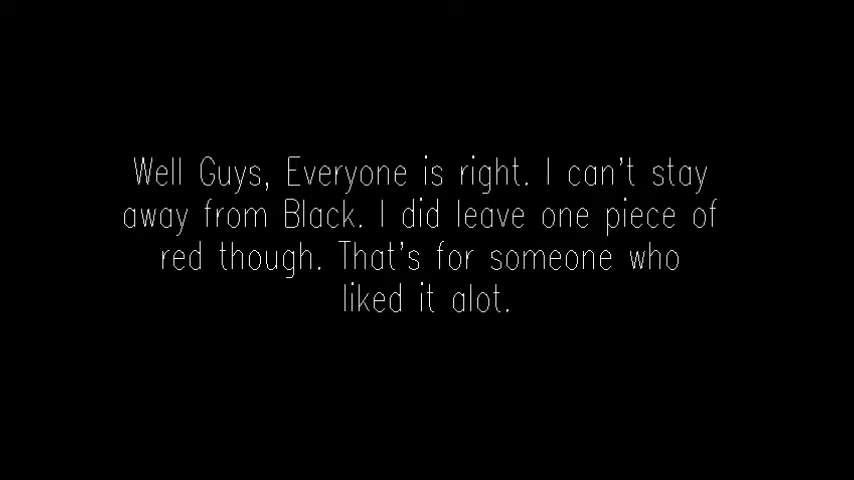 Well Guys, Everyone is right. I can't stay
away from Black. I did leave one piece of
red though. That's for someone who
liked it alot.